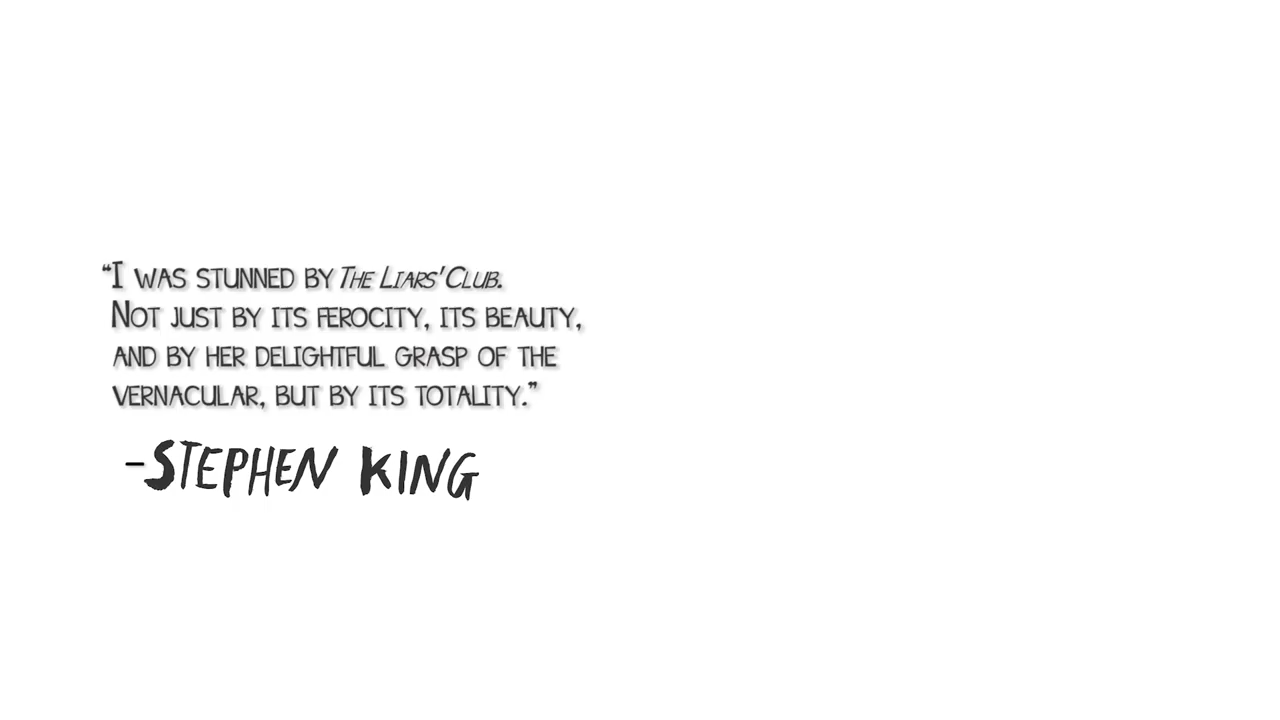 “I was stunned by The Liars’ Club.
Not just by its ferocity, its beauty,
and by her delightful grasp of the
vernacular, but by its totality.”
-Stephen King